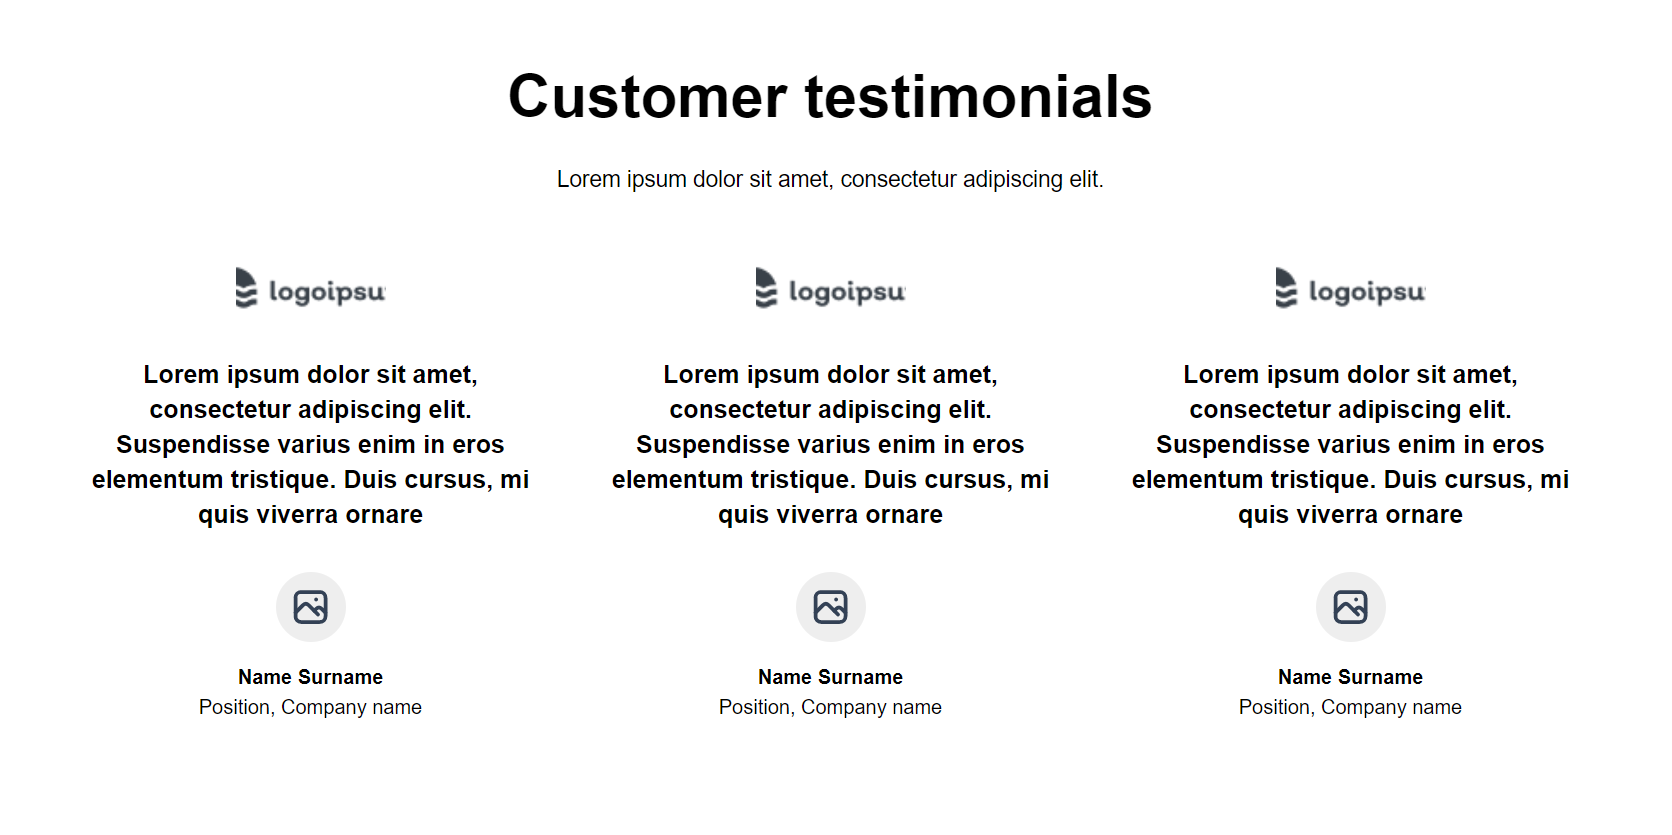 Customer testimonials
Lorem ipsum dolor sit amet, consectetur adipiscing elit.
logoipsu
Lorem ipsum dolor sit amet,
consectetur adipiscing elit.
Suspendisse varius enim in eros
elementum tristique. Duis cursus, mi
quis viverra ornare
Name Surname
Position, Company name
logoipsu
Lorem ipsum dolor sit amet,
consectetur adipiscing elit.
Suspendisse varius enim in eros
elementum tristique. Duis cursus, mi
quis viverra ornare
Name Surname
Position, Company name
logoipsu
Lorem ipsum dolor sit amet,
consectetur adipiscing elit.
Suspendisse varius enim in eros
elementum tristique. Duis cursus, mi
quis viverra ornare
Name Surname
Position, Company name